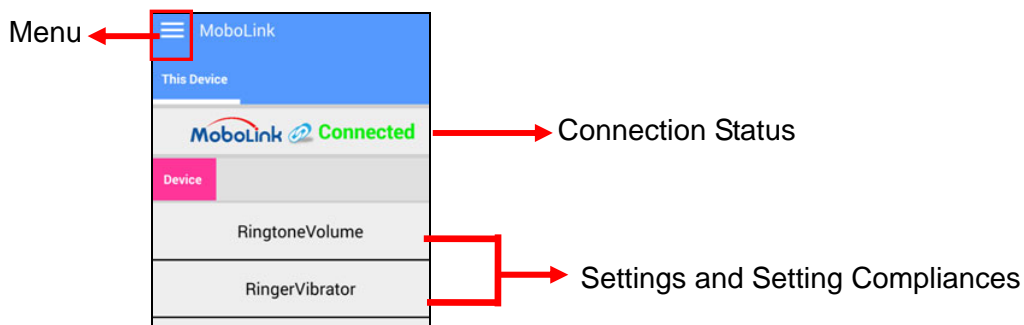 Menu
MoboLink
This Device
MoboLink Connected
Connection Status
Device
RingtoneVolume
RingerVibrator
Settings and Setting Compliances